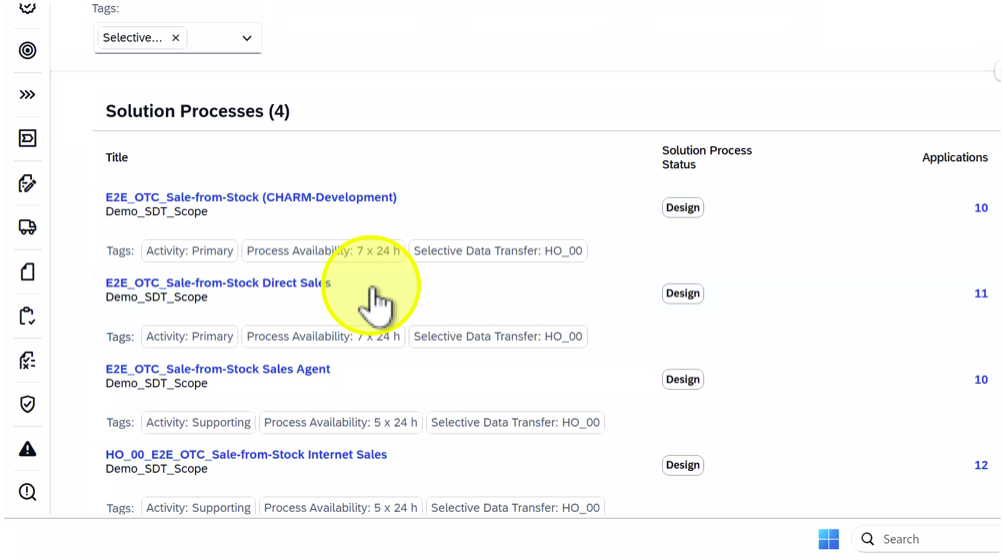 Tags:
Selective... ×
Solution Processes (4)
Title
Solution Process Status
Applications
E2E_OTC_Sale-from-Stock (CHARM-Development)
Demo_SDT_Scope
Design
10
Tags: Activity: Primary Process Availability: 7 x 24 h Selective Data Transfer: HO_00
E2E_OTC_Sale-from-Stock Direct Sales
Demo_SDT_Scope
Design
11
Tags: Activity: Primary Process Availability: 7 x 24 h Selective Data Transfer: HO_00
E2E_OTC_Sale-from-Stock Sales Agent
Demo_SDT_Scope
Design
10
Tags: Activity: Supporting Process Availability: 5 x 24 h Selective Data Transfer: HO_00
HO_00_E2E_OTC_Sale-from-Stock Internet Sales
Demo_SDT_Scope
Design
12
Tags: Activity: Supporting Process Availability: 5 x 24 h Selective Data Transfer: HO_00
Search